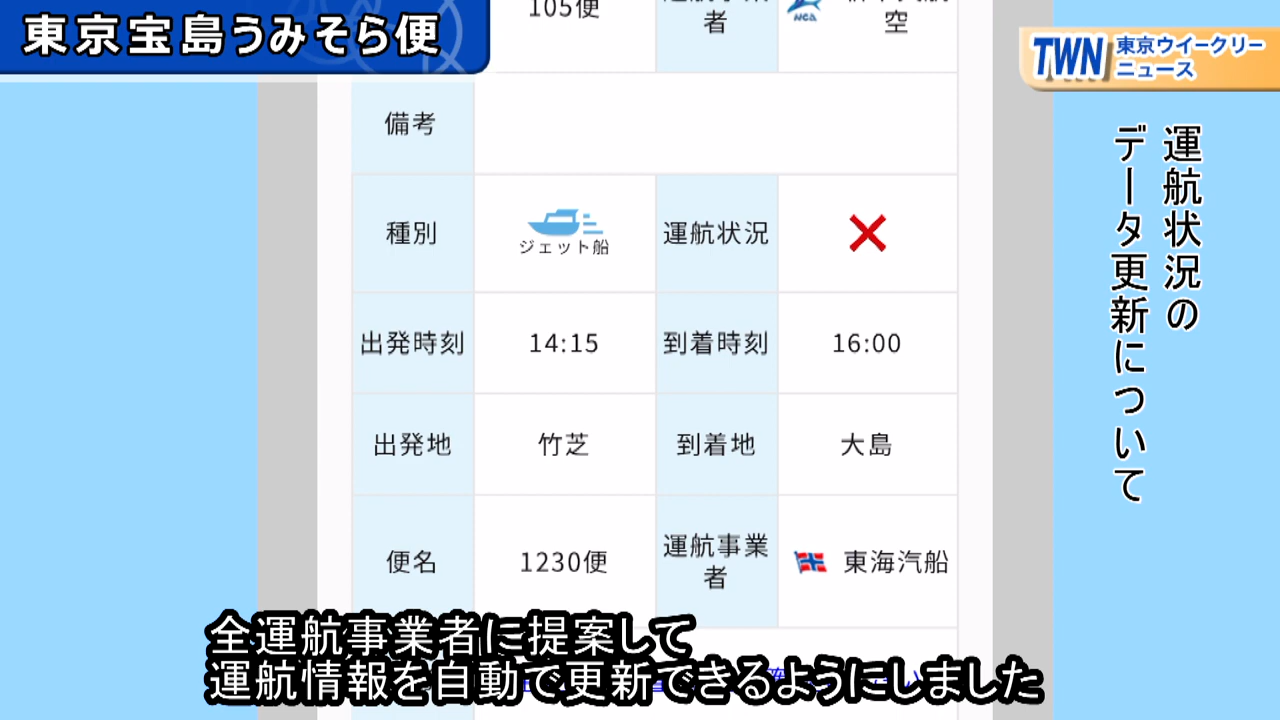 東京宝島うみそら便
TWN 東京ウイークリーニュース
運航状況の
データ更新について
105便
者
空
備考
種別 ジェット船 運航状況
出発時刻 14:15 到着時刻 16:00
出発地 竹芝 到着地 大島
便名 1230便 運航事業者 東海汽船
全運航事業者に提案して
運航情報を自動で更新できるようにしました